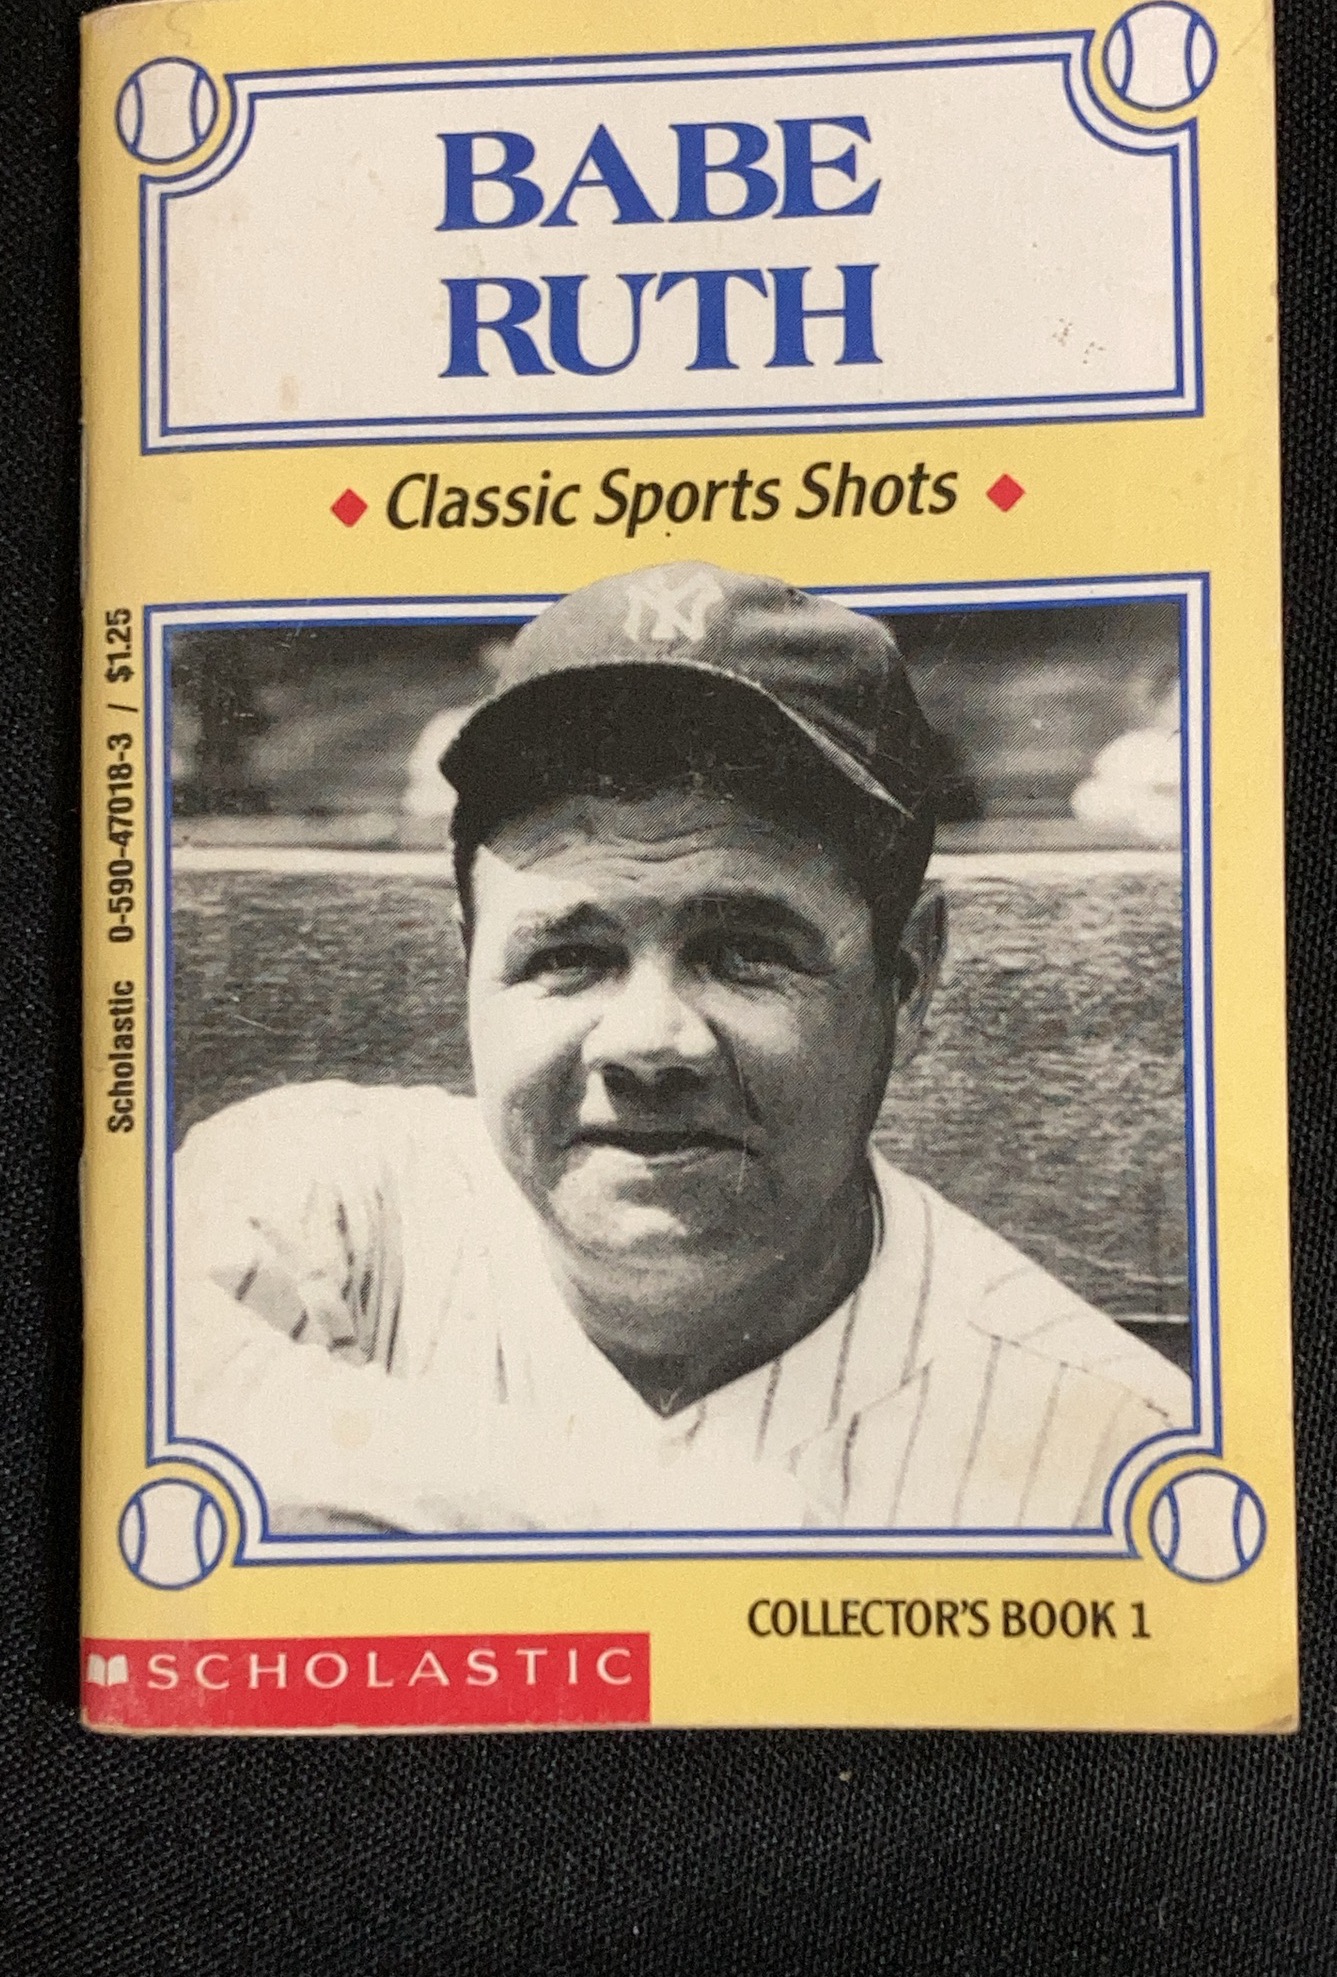 BABE
RUTH
Classic Sports Shots
Scholastic 0-590-47018-3 / $1.25
NY
COLLECTOR'S BOOK 1
SCHOLASTIC